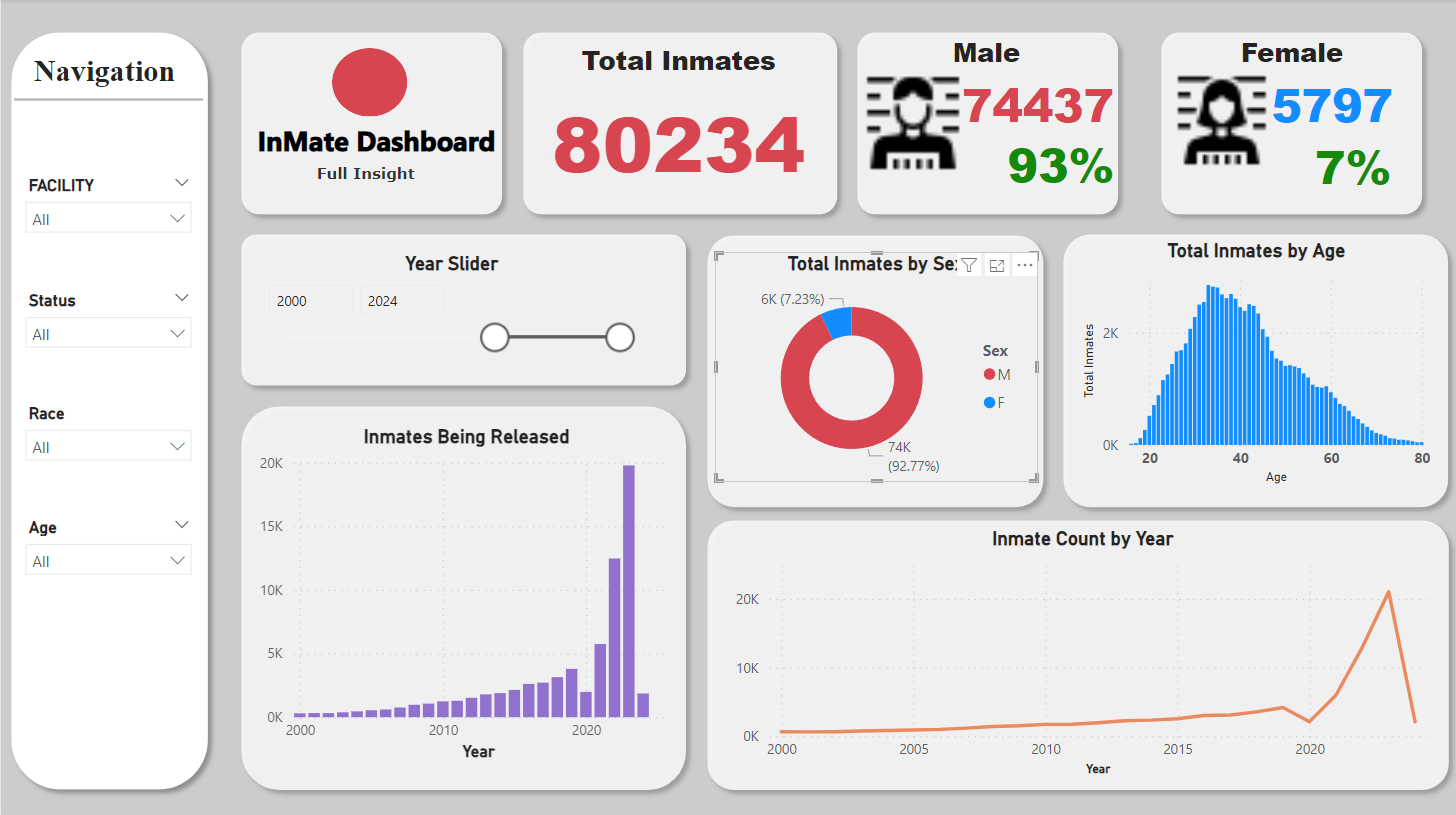 Navigation
FACILITY
All
Status
All
Race
All
Age
All
InMate Dashboard
Full Insight
Total Inmates
80234
Male
74437
93%
Female
5797
7%
Year Slider
2000 2024
Inmates Being Released
20K
15K
10K
5K
0K
2000 2010 2020
Year
Total Inmates by Sex
6K (7.23%)
74K
(92.77%)
Sex
M
F
Total Inmates by Age
Total Inmates
2K
0K
20 40 60 80
Age
Inmate Count by Year
20K
10K
0K
2000 2005 2010 2015 2020
Year